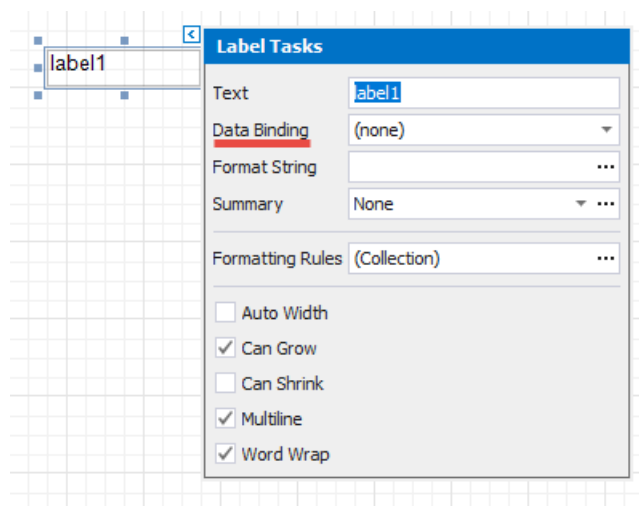 label1
Label Tasks
Text label1
Data Binding (none)
Format String
Summary None
Formatting Rules (Collection)
Auto Width
Can Grow
Can Shrink
Multiline
Word Wrap